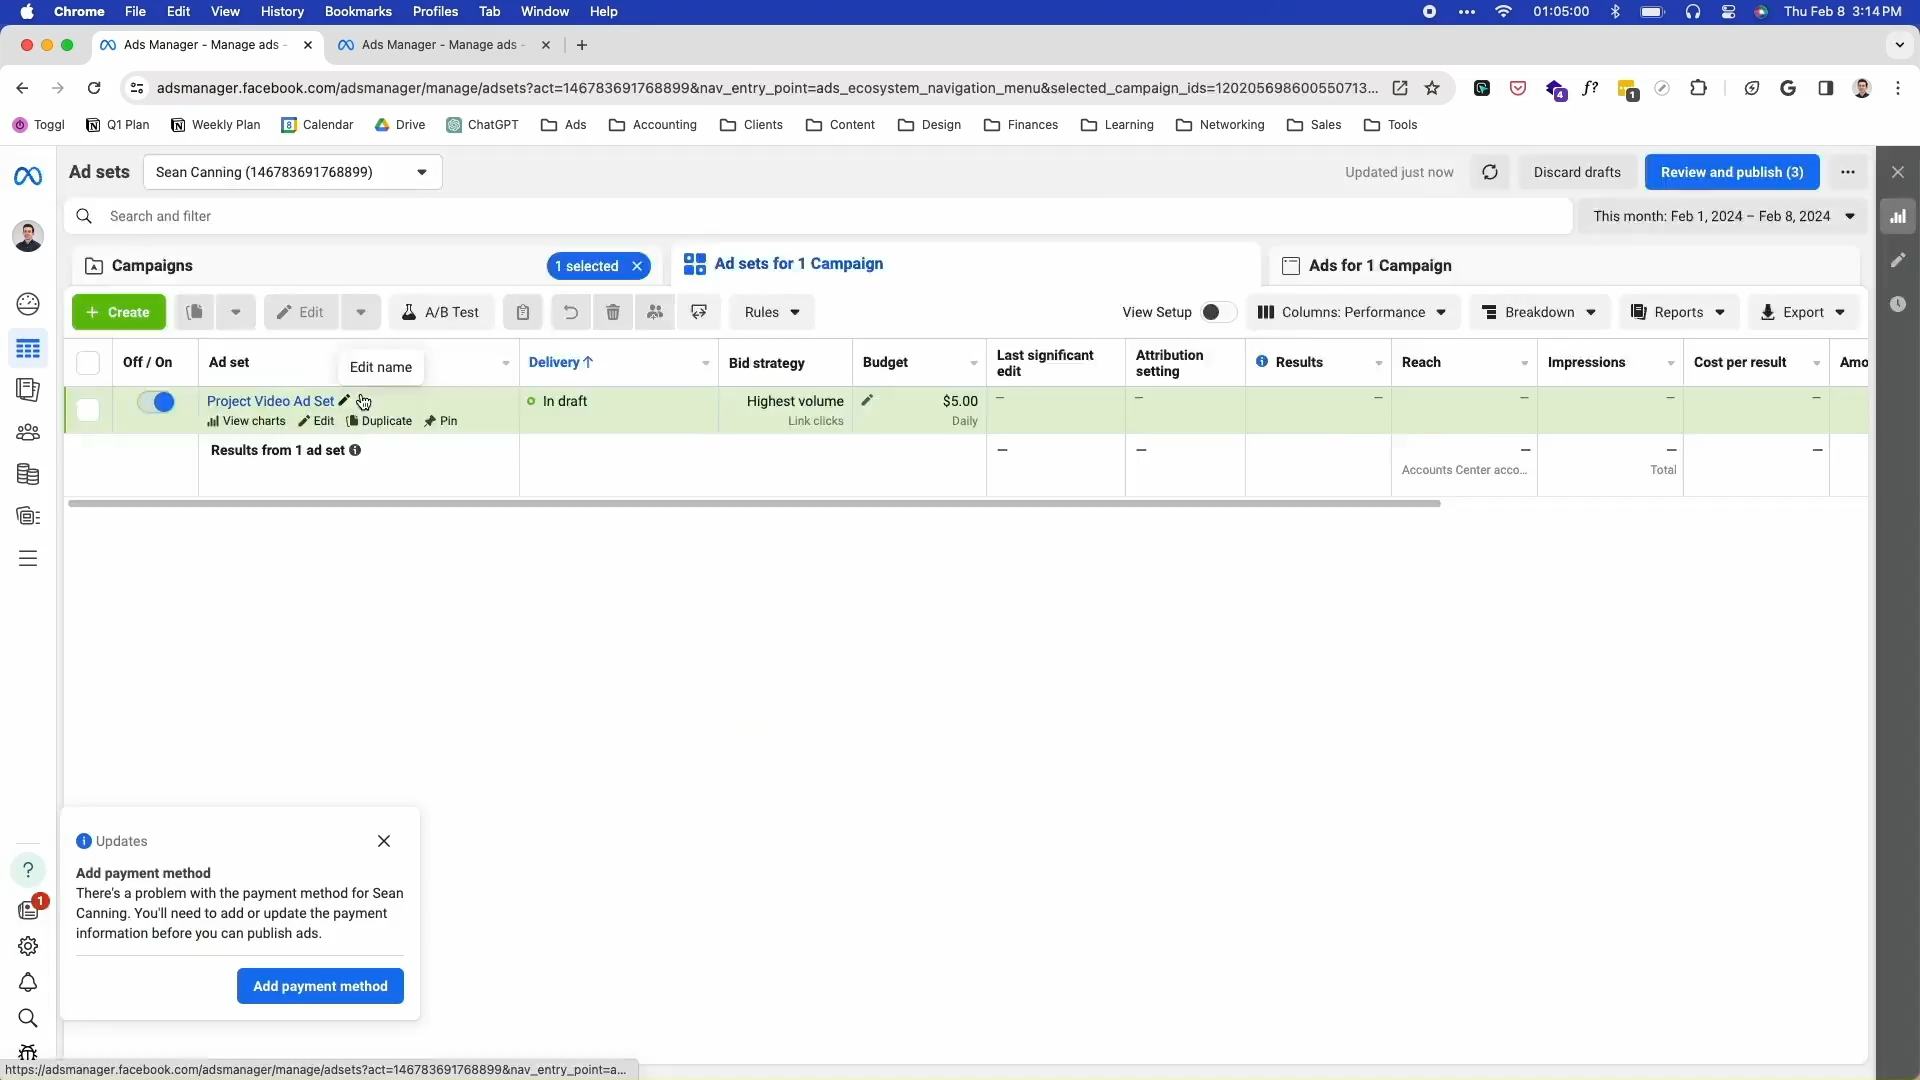 Chrome File Edit View History Bookmarks Profiles Tab Window Help 01:05:00 Thu Feb 8 3:14 PM
Ads Manager - Manage ads - Ads Manager - Manage ads -
adsmanager.facebook.com/adsmanager/manage/adsets?act=146783691768899&nav_entry_point=ads_ecosystem_navigation_menu&selected_campaign_ids=120205698600550713...
4 f? 1
Toggl Q1 Plan Weekly Plan 8 Calendar Drive ChatGPT Ads Accounting Clients Content Design Finances Learning Networking Sales Tools
Ad sets Sean Canning (146783691768899) Updated just now Discard drafts Review and publish (3)
Search and filter This month: Feb 1, 2024 – Feb 8, 2024
Campaigns 1 selected Ad sets for 1 Campaign Ads for 1 Campaign
+ Create Edit A/B Test Rules View Setup Columns: Performance Breakdown Reports Export
Off / On Ad set Edit name Delivery ↑ Bid strategy Budget Last significant edit Attribution setting Results Reach Impressions Cost per result Amo
Project Video Ad Set In draft Highest volume $5.00 – – – – – –
View charts Edit Duplicate Pin Link clicks Daily
Results from 1 ad set – – – – –
Accounts Center acco... Total
Updates
Add payment method
There's a problem with the payment method for Sean
Canning. You'll need to add or update the payment
information before you can publish ads.
Add payment method
?
1
https://adsmanager.facebook.com/adsmanager/manage/adsets?act=146783691768899&nav_entry_point=a...